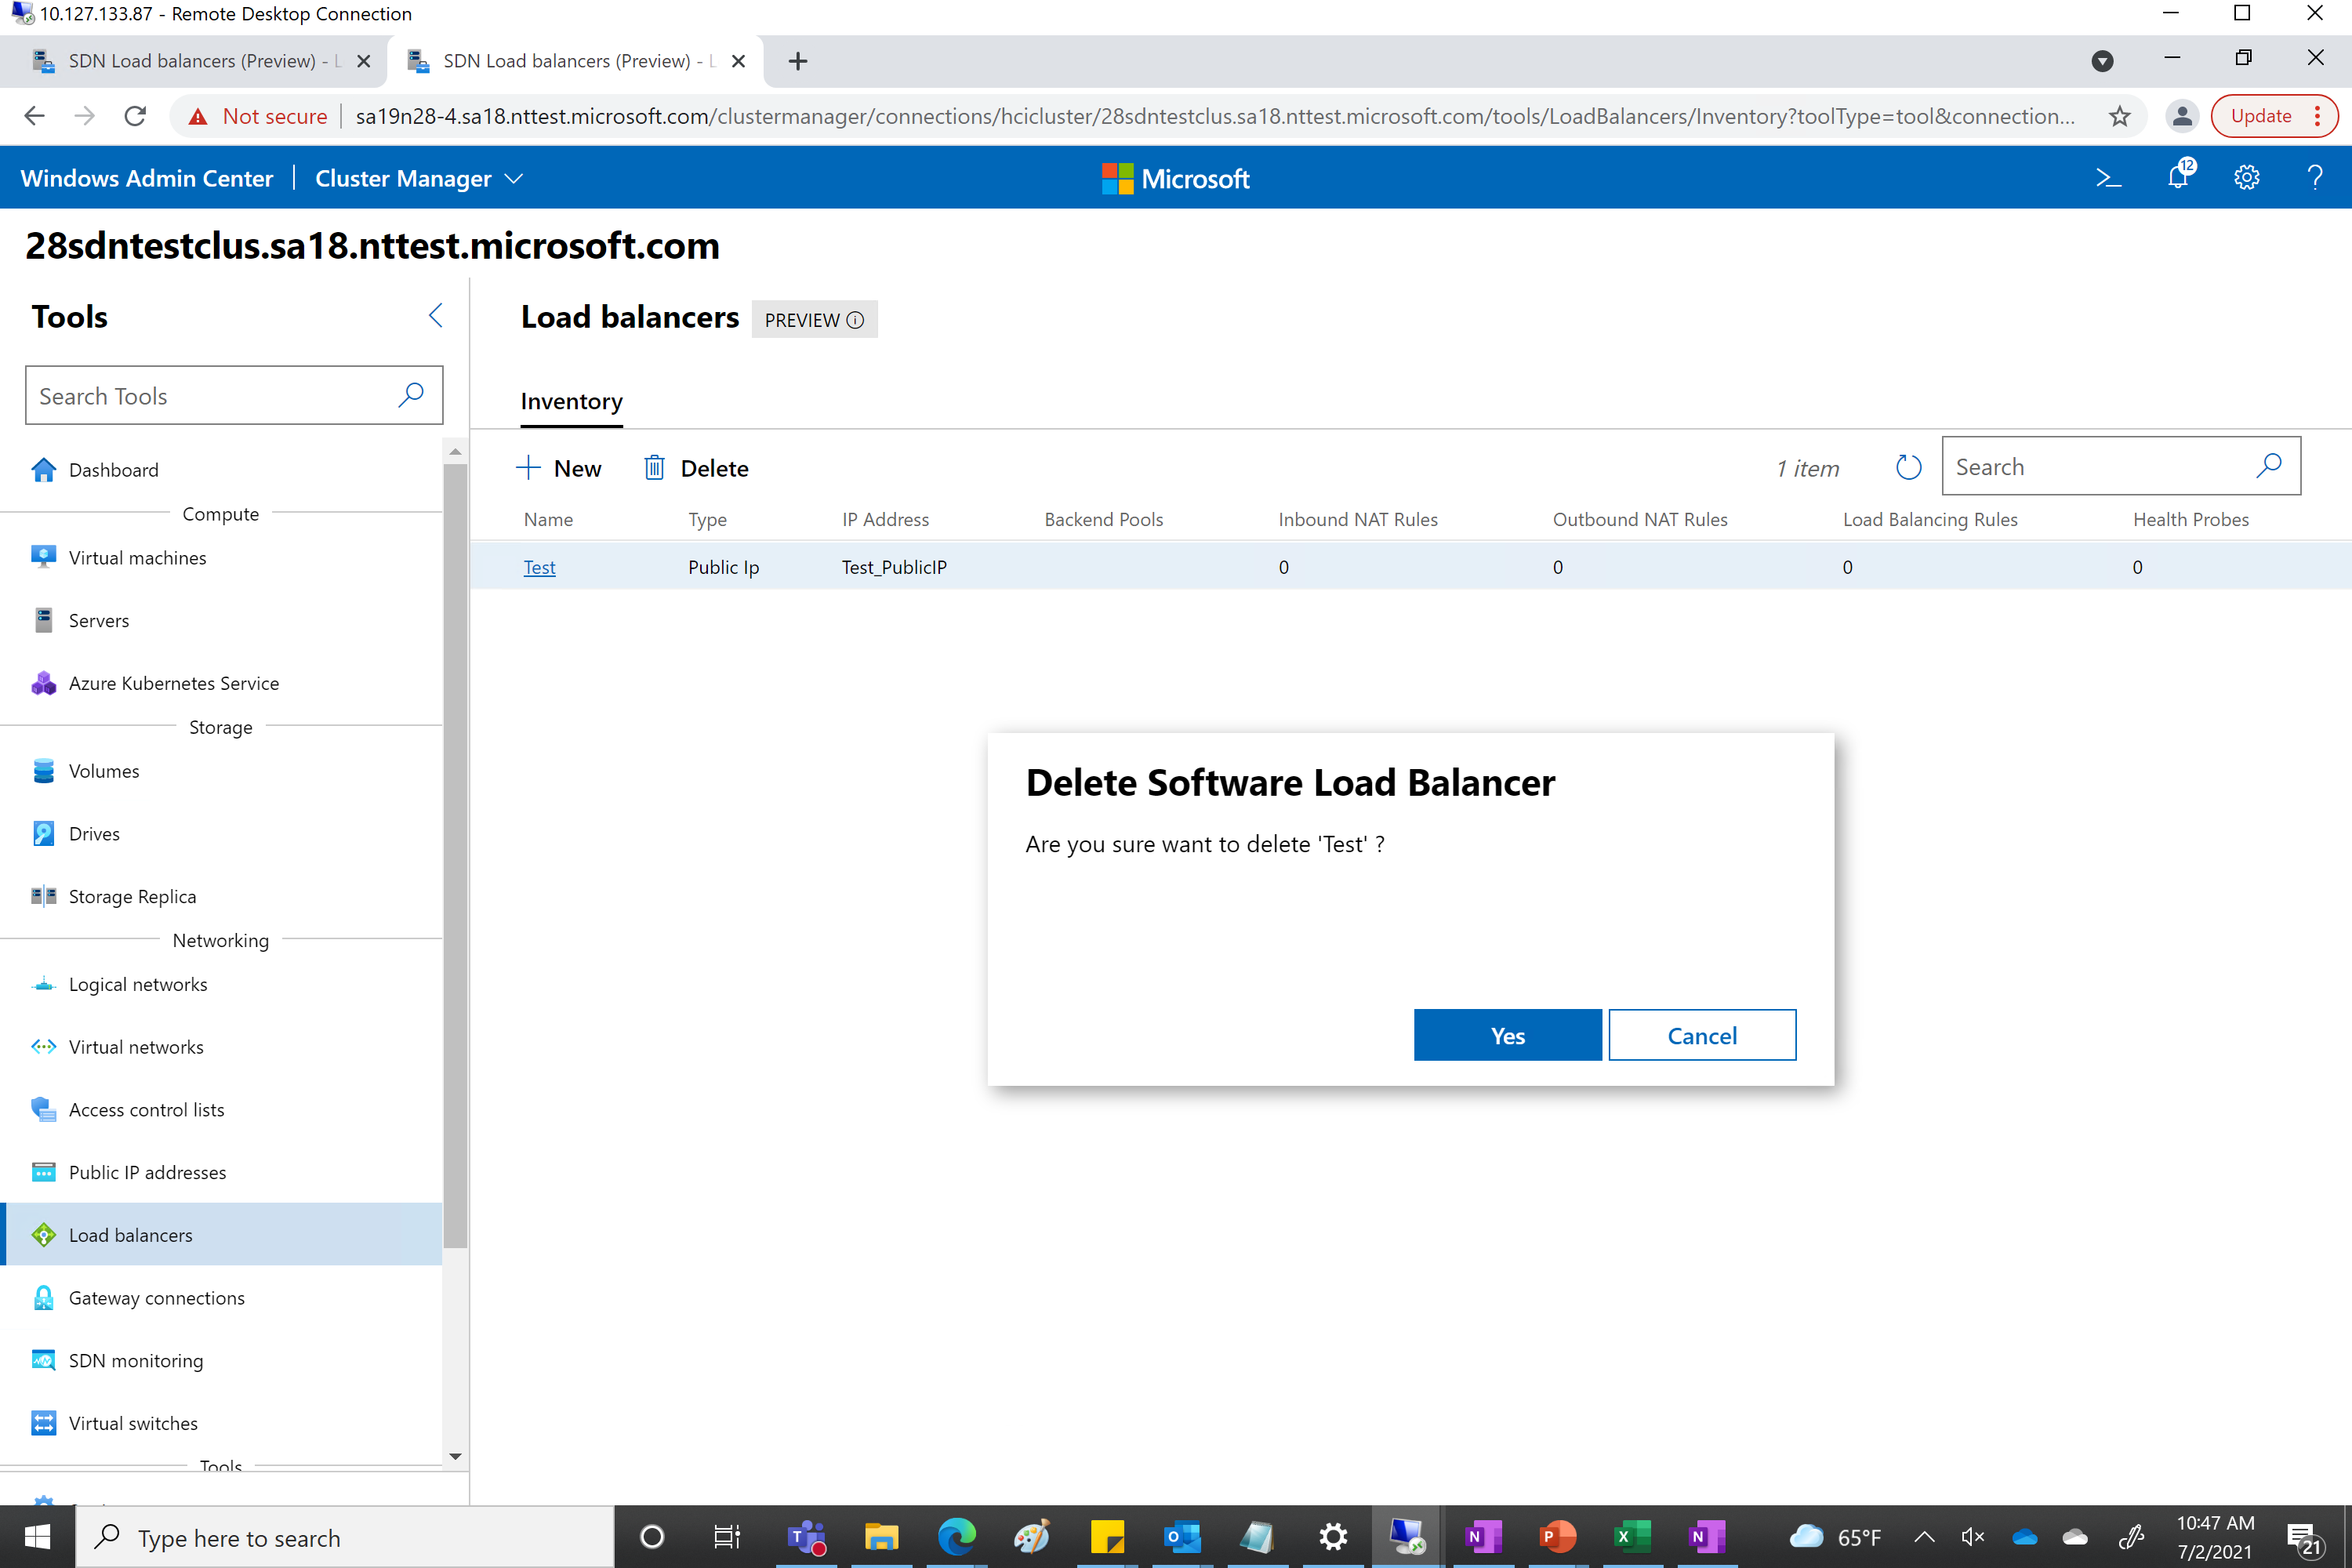 10.127.133.87 - Remote Desktop Connection
SDN Load balancers (Preview) -
SDN Load balancers (Preview) -
Not secure
sa19n28-4.sa18.nttest.microsoft.com/clustermanager/connections/hcicluster/28sdntestclus.sa18.nttest.microsoft.com/tools/LoadBalancers/Inventory?toolType=tool&connection...
Update
Windows Admin Center
Cluster Manager
Microsoft
12
28sdntestclus.sa18.nttest.microsoft.com
Tools
Search Tools
Dashboard
Compute
Virtual machines
Servers
Azure Kubernetes Service
Storage
Volumes
Drives
Storage Replica
Networking
Logical networks
Virtual networks
Access control lists
Public IP addresses
Load balancers
Gateway connections
SDN monitoring
Virtual switches
Tools
Load balancers
PREVIEW
Inventory
New
Delete
1 item
Search
Name Type IP Address Backend Pools Inbound NAT Rules Outbound NAT Rules Load Balancing Rules Health Probes
Test Public Ip Test_PublicIP 0 0 0 0
Delete Software Load Balancer
Are you sure want to delete 'Test' ?
Yes
Cancel
Type here to search
65°F
10:47 AM
7/2/2021
21